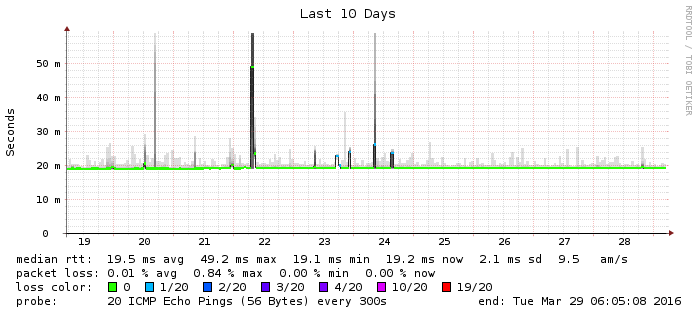 Last 10 Days
RRDTOOL / TOBI OETIKER
Seconds
50 m
40 m
30 m
20 m
10 m
0
19 20 21 22 23 24 25 26 27 28
median rtt: 19.5 ms avg 49.2 ms max 19.1 ms min 19.2 ms now 2.1 ms sd 9.5 am/s
packet loss: 0.01 % avg 0.84 % max 0.00 % min 0.00 % now
loss color: 0 1/20 2/20 3/20 4/20 10/20 19/20
probe: 20 ICMP Echo Pings (56 Bytes) every 300s end: Tue Mar 29 06:05:08 2016